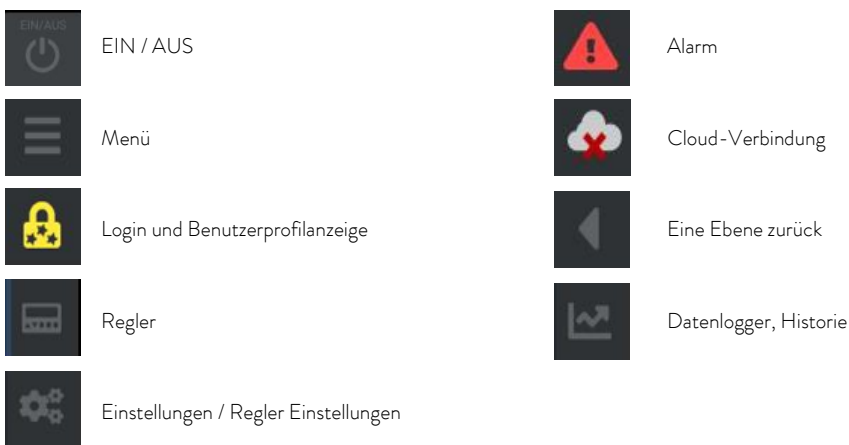 EIN/AUS
EIN / AUS
Menü
Login und Benutzerprofilanzeige
Regler
Einstellungen / Regler Einstellungen
Alarm
Cloud-Verbindung
Eine Ebene zurück
Datenlogger, Historie